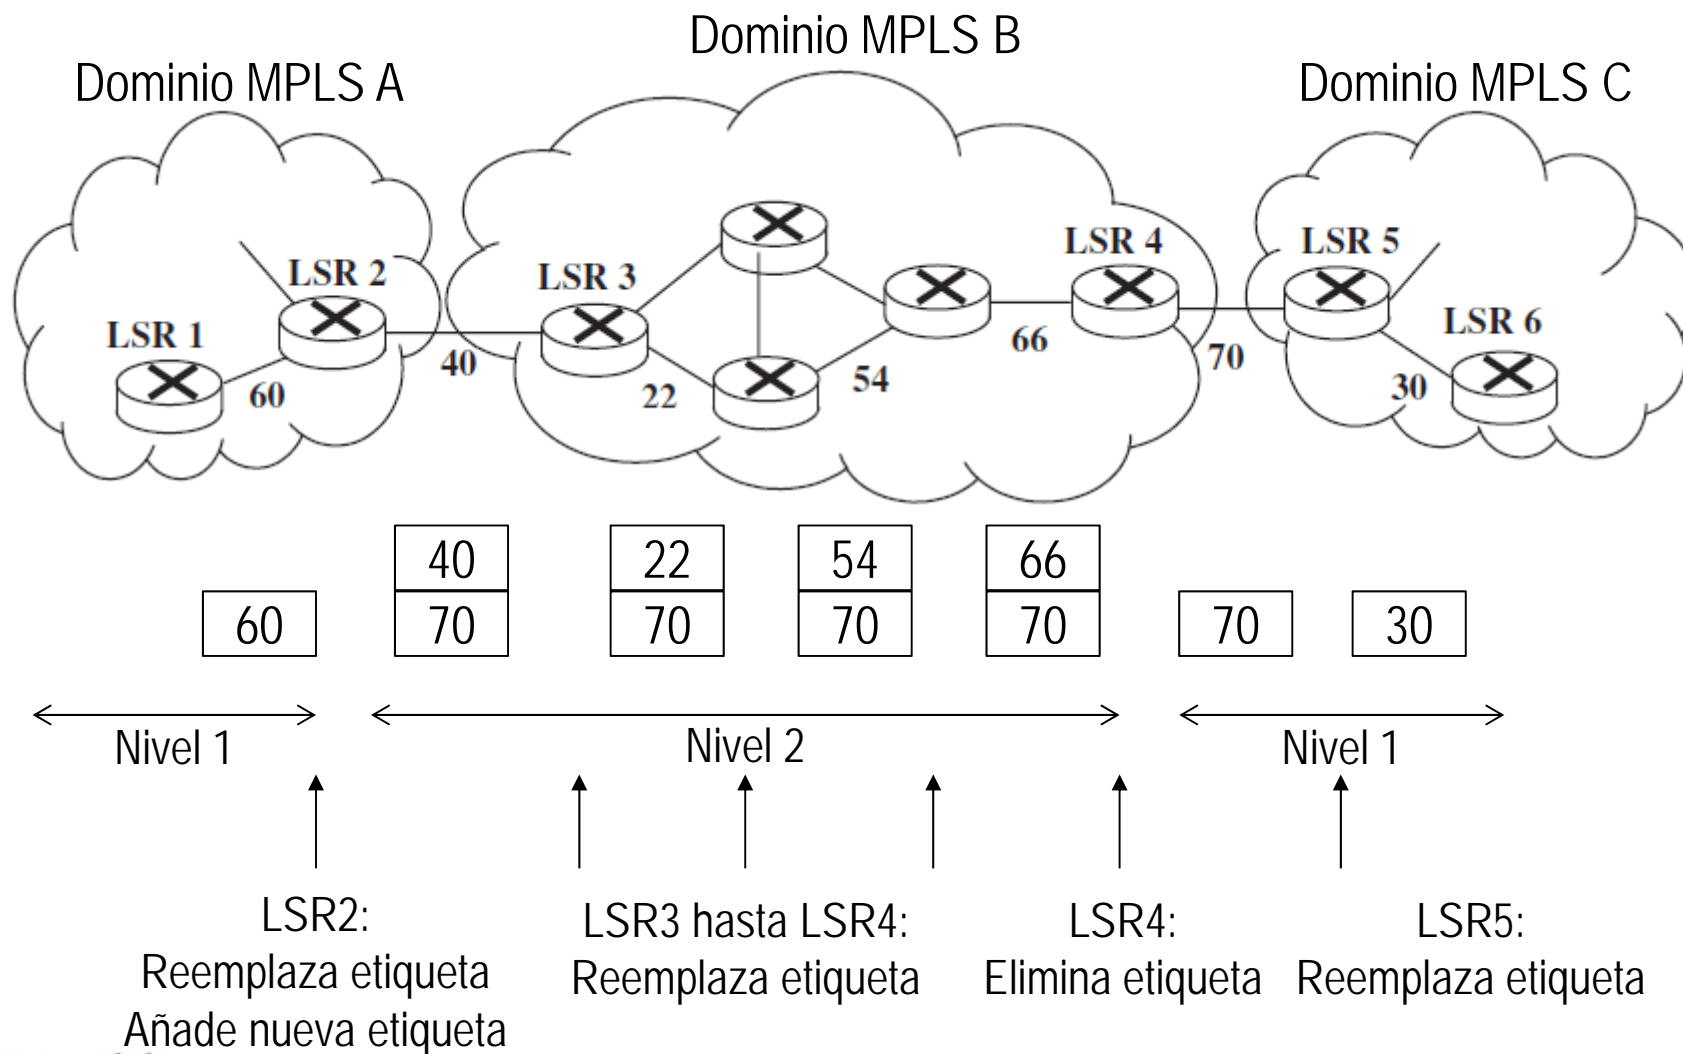 Dominio MPLS B
Dominio MPLS A
Dominio MPLS C
LSR 4
LSR 5
LSR 2
LSR 3
LSR 1
LSR 6
40
66
70
60
22
54
30
40
22
54
66
60
70
70
70
70
70
30
Nivel 1
Nivel 2
Nivel 1
LSR2:
Reemplaza etiqueta
Añade nueva etiqueta
LSR3 hasta LSR4:
Reemplaza etiqueta
LSR4:
Elimina etiqueta
LSR5:
Reemplaza etiqueta